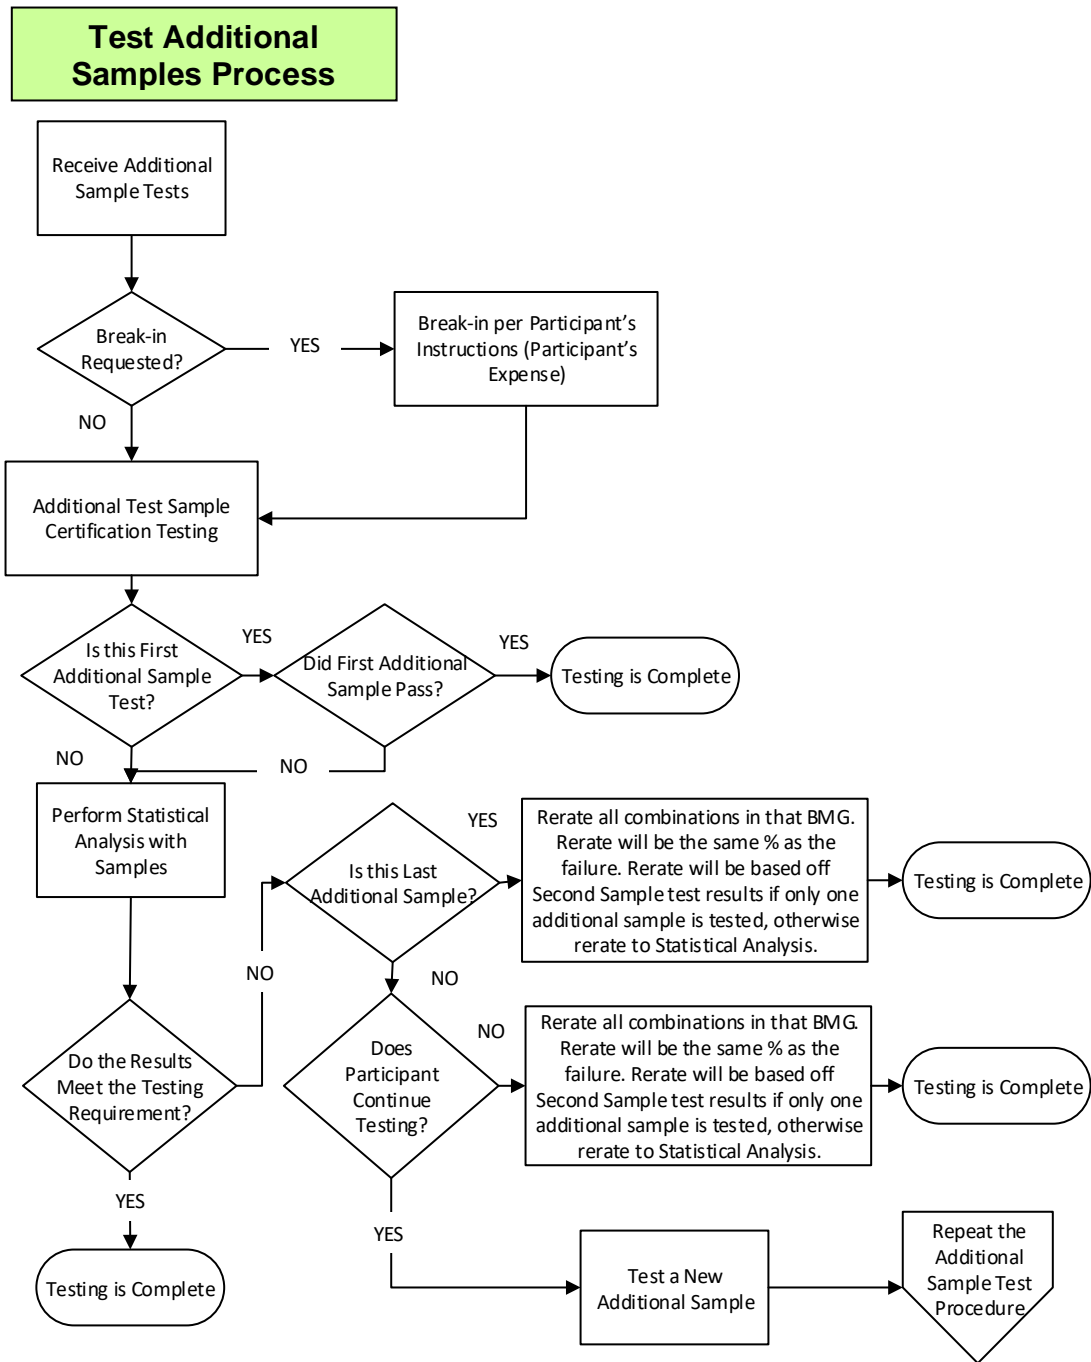 Test Additional
Samples Process
Receive Additional
Sample Tests
Break-in
Requested?
YES
Break-in per Participant's
Instructions (Participant's
Expense)
NO
Additional Test Sample
Certification Testing
Is this First
Additional Sample
Test?
YES
Did First Additional
Sample Pass?
YES
Testing is Complete
NO
NO
Perform Statistical
Analysis with
Samples
Is this Last
Additional Sample?
YES
Rerate all combinations in that BMG.
Rerate will be the same % as the
failure. Rerate will be based off
Second Sample test results if only one
additional sample is tested, otherwise
rerate to Statistical Analysis.
Testing is Complete
NO
NO
Do the Results
Meet the Testing
Requirement?
Does
Participant
Continue
Testing?
NO
Rerate all combinations in that BMG.
Rerate will be the same % as the
failure. Rerate will be based off
Second Sample test results if only one
additional sample is tested, otherwise
rerate to Statistical Analysis.
Testing is Complete
YES
Testing is Complete
YES
Test a New
Additional Sample
Repeat the
Additional
Sample Test
Procedure